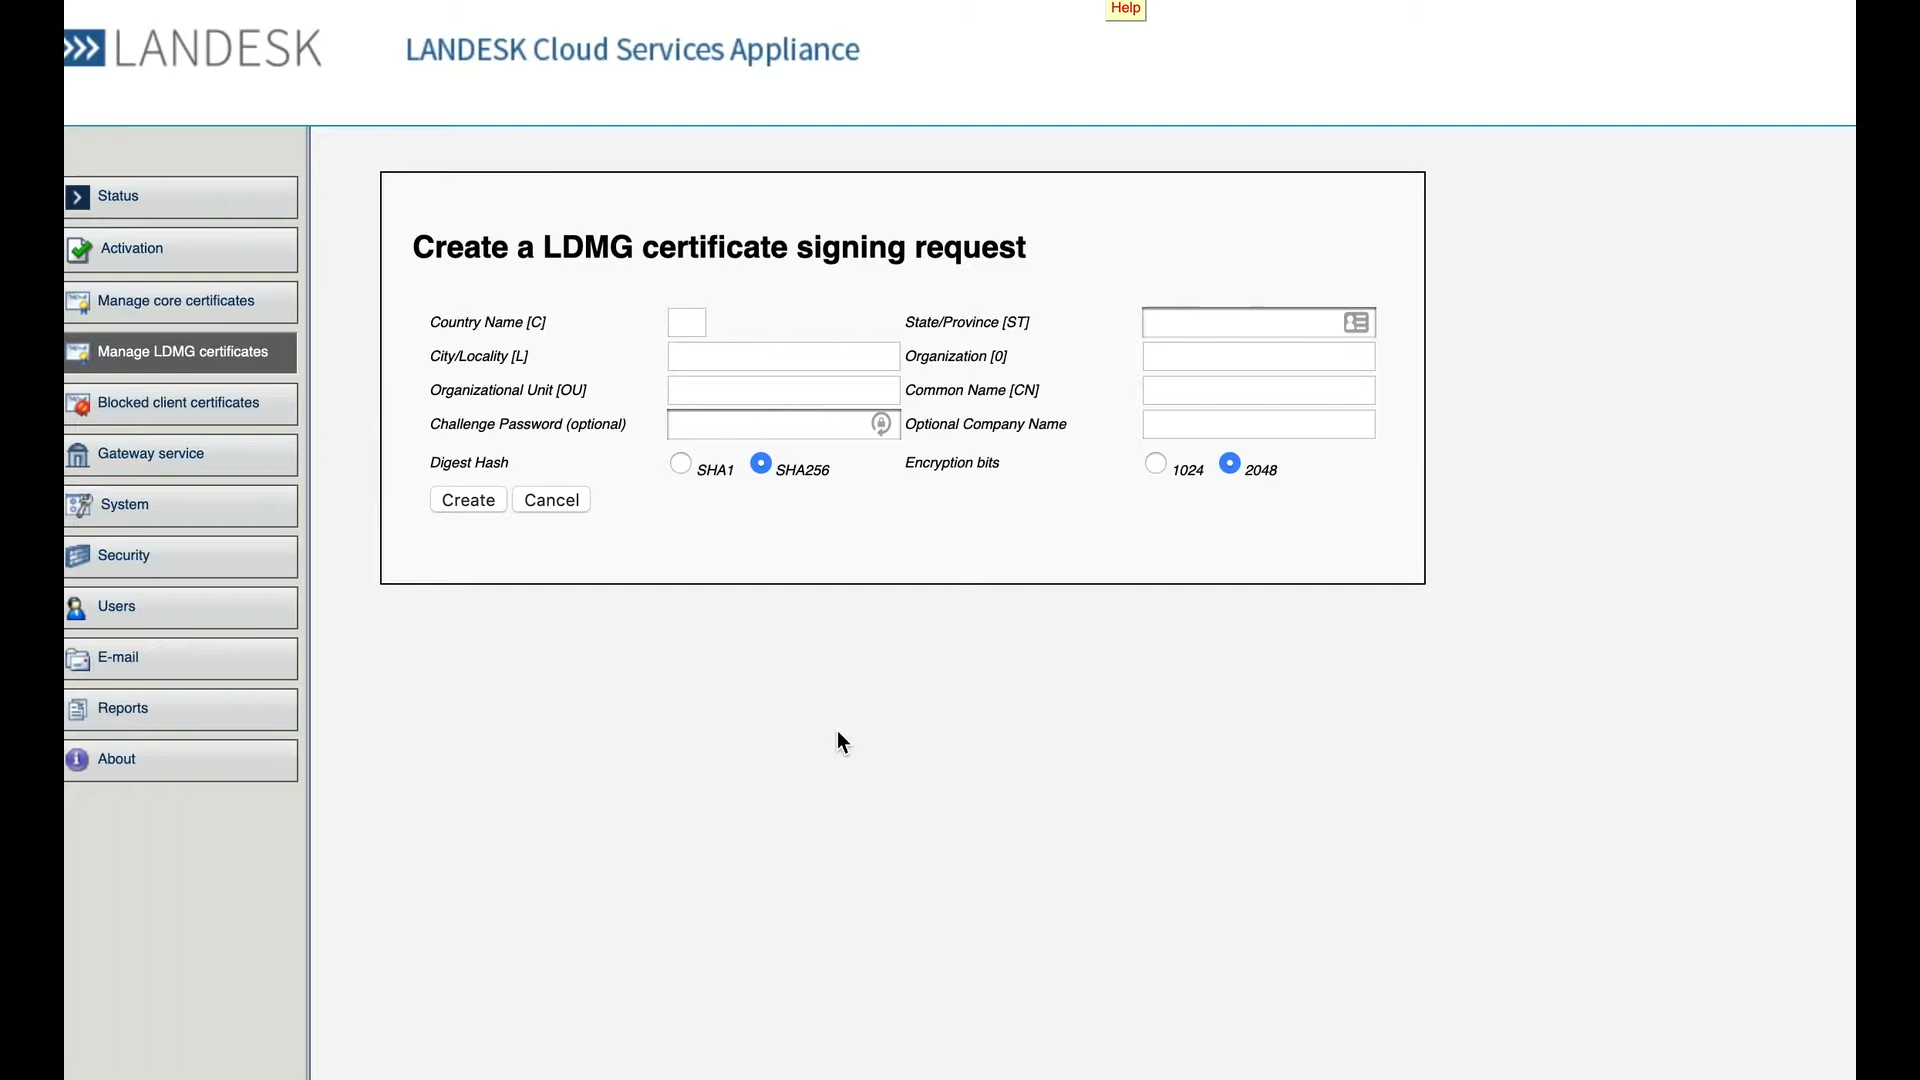 Help
LANDESK
LANDESK Cloud Services Appliance
Status
Activation
Manage core certificates
Manage LDMG certificates
Blocked client certificates
Gateway service
System
Security
Users
E-mail
Reports
About
Create a LDMG certificate signing request
Country Name [C]
State/Province [ST]
City/Locality [L]
Organization [0]
Organizational Unit [OU]
Common Name [CN]
Challenge Password (optional)
Optional Company Name
Digest Hash
SHA1
SHA256
Encryption bits
1024
2048
Create
Cancel